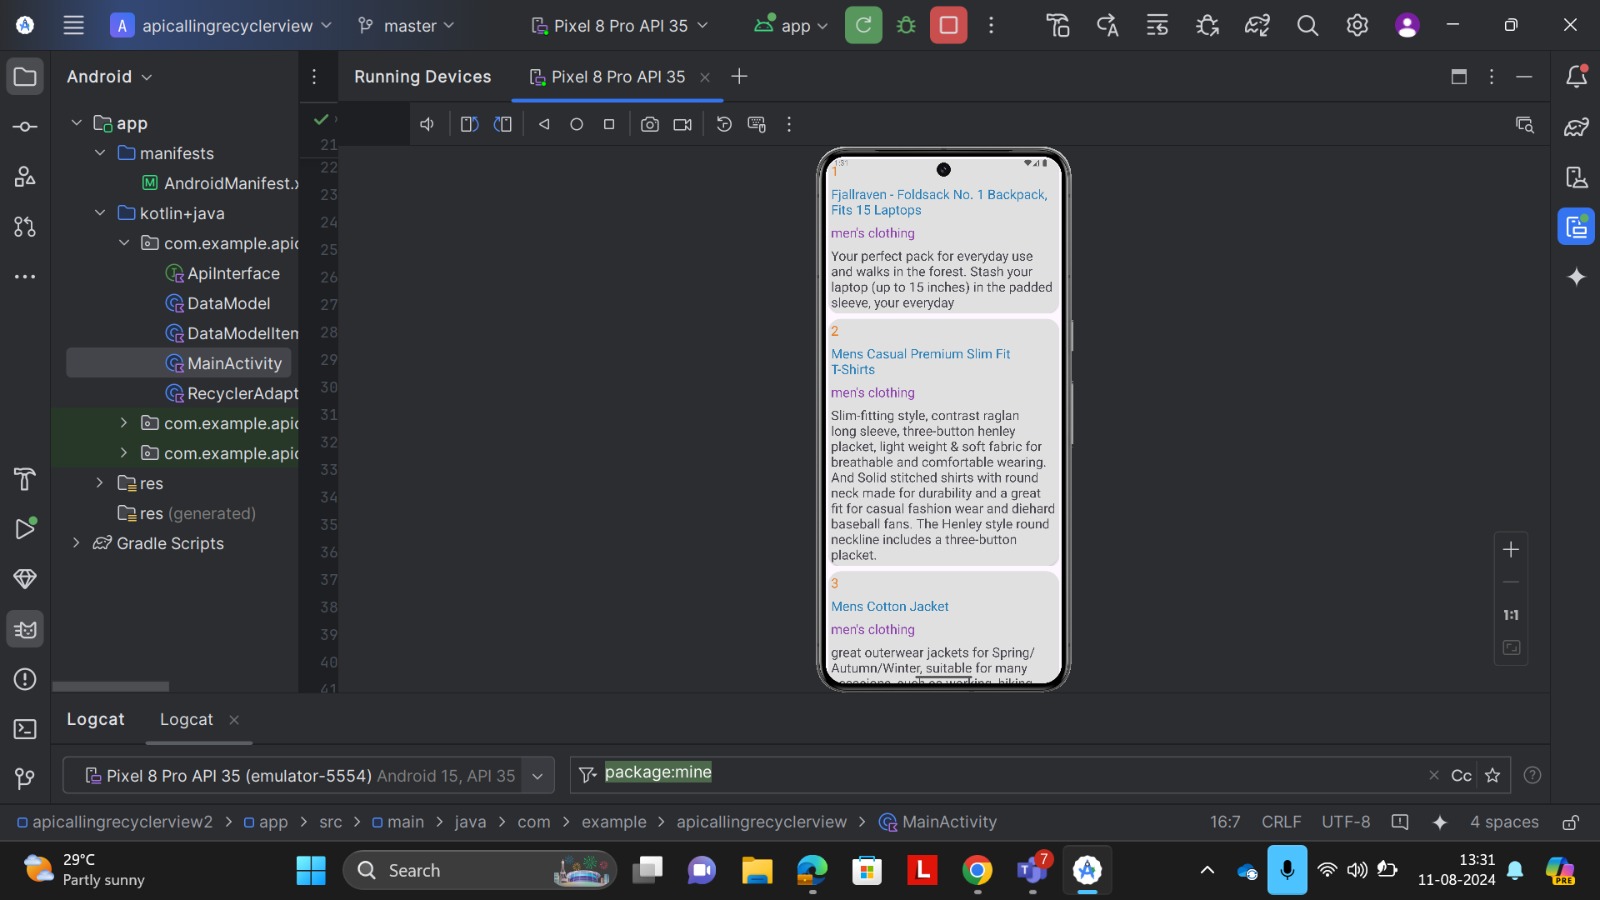 A apicallingrecyclerview master Pixel 8 Pro API 35 app
Android
Running Devices Pixel 8 Pro API 35
app
manifests
AndroidManifest.x
kotlin+java
com.example.apic
ApiInterface
DataModel
DataModelItem
MainActivity
RecyclerAdapt
com.example.apic
com.example.apic
res
res (generated)
Gradle Scripts
21
22
23
24
25
26
27
28
29
30
31
32
33
34
35
36
37
38
39
40
41
1:31
1
Fjallraven - Foldsack No. 1 Backpack,
Fits 15 Laptops
men's clothing
Your perfect pack for everyday use
and walks in the forest. Stash your
laptop (up to 15 inches) in the padded
sleeve, your everyday
2
Mens Casual Premium Slim Fit
T-Shirts
men's clothing
Slim-fitting style, contrast raglan
long sleeve, three-button henley
placket, light weight & soft fabric for
breathable and comfortable wearing.
And Solid stitched shirts with round
neck made for durability and a great
fit for casual fashion wear and diehard
baseball fans. The Henley style round
neckline includes a three-button
placket.
3
Mens Cotton Jacket
men's clothing
great outerwear jackets for Spring/
Autumn/Winter, suitable for many
1:1
Logcat Logcat
Pixel 8 Pro API 35 (emulator-5554) Android 15, API 35
package:mine
Cc
apicallingrecyclerview2 > app > src > main > java > com > example > apicallingrecyclerview > MainActivity
16:7 CRLF UTF-8 4 spaces
29°C
Partly sunny
Search
L
7
13:31
11-08-2024
PRE